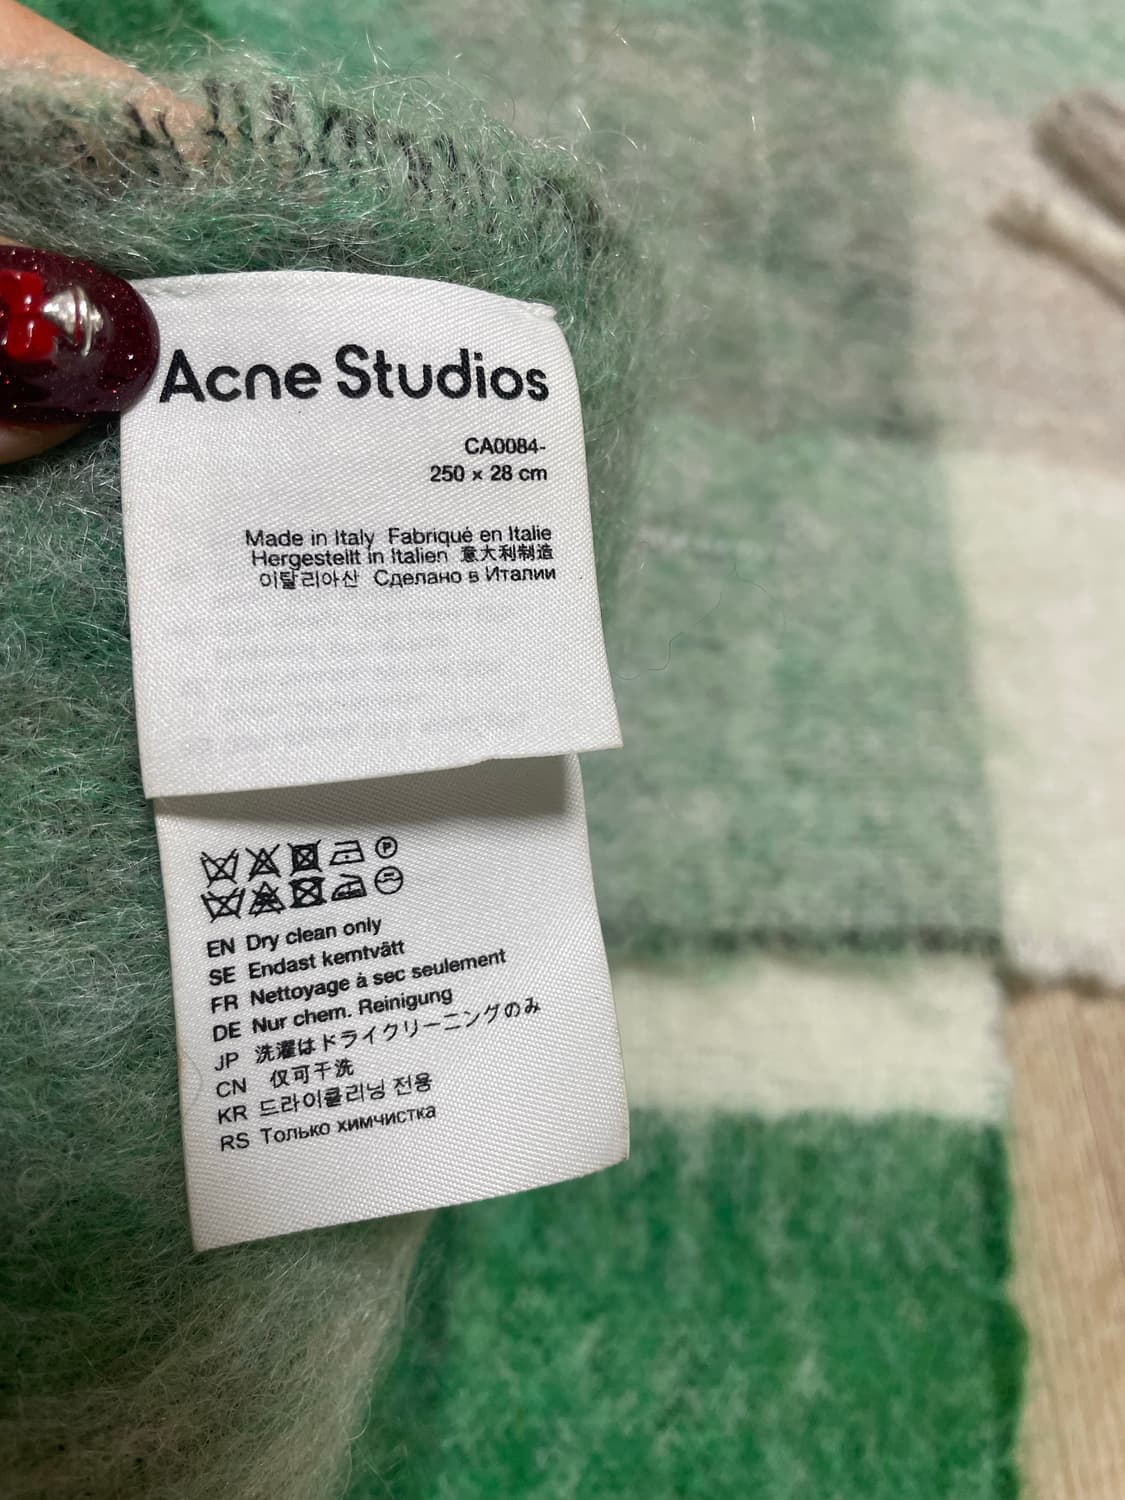 Acne Studios
CA0084-
250 × 28 cm
Made in Italy Fabriqué en Italie
Hergestellt in Italien 意大利制造
이탈리아산 Сделано в Италии
P
EN Dry clean only
SE Endast kemtvätt
FR Nettoyage à sec seulement
DE Nur chem. Reinigung
JP 洗濯はドライクリーニングのみ
CN 仅可干洗
KR 드라이클리닝 전용
RS Только химчистка